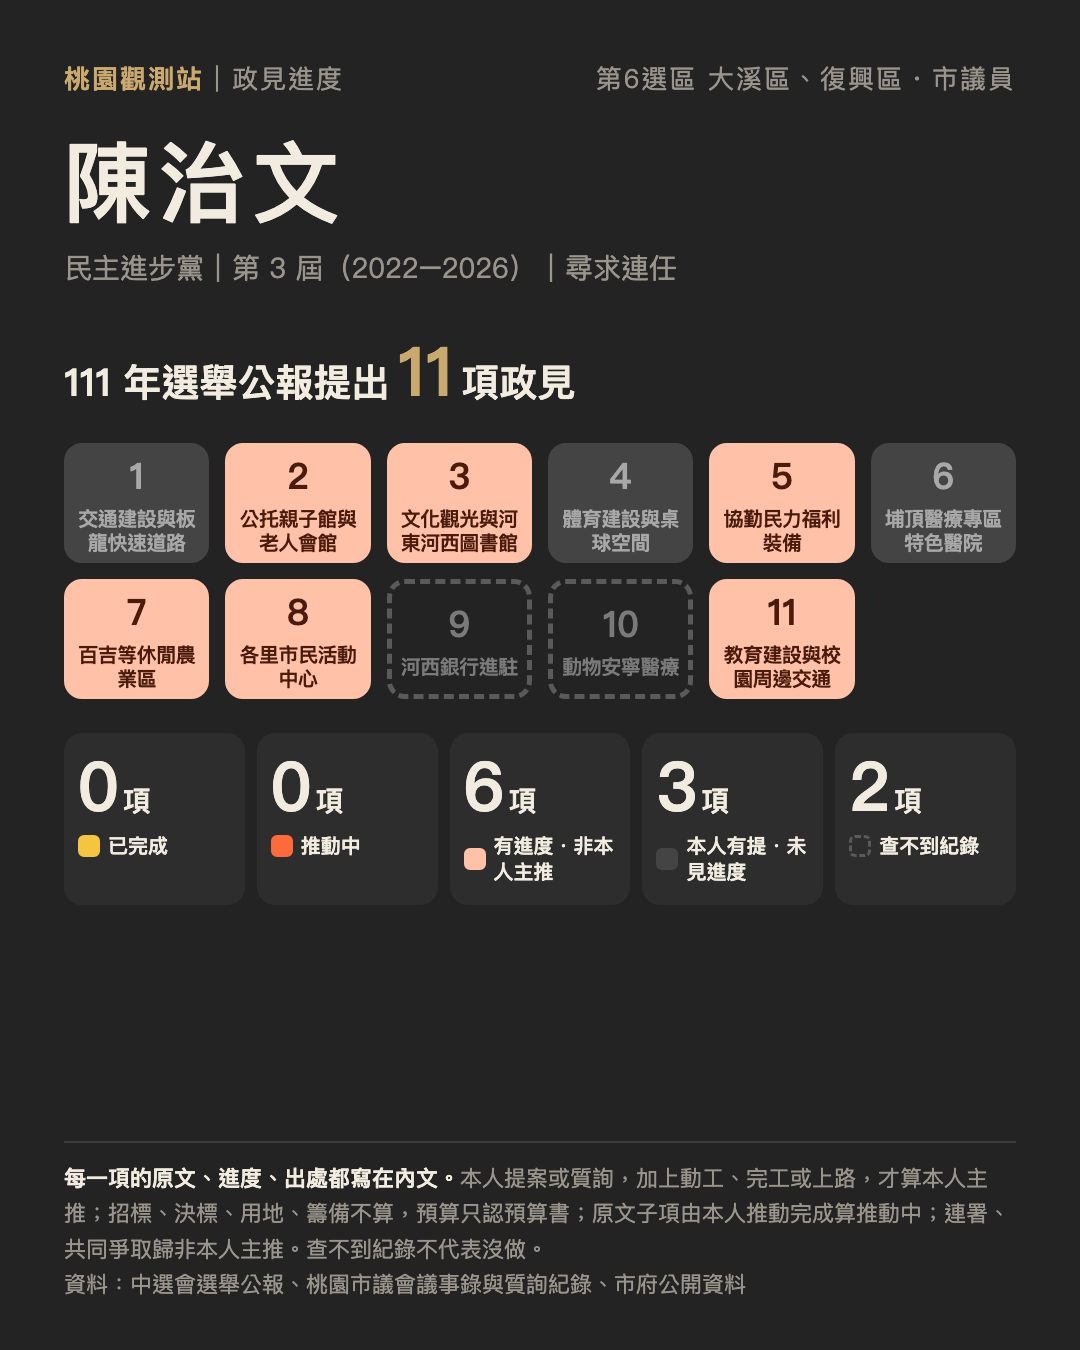 桃園觀測站｜政見進度
第6選區 大溪區、復興區・市議員
陳治文
民主進步黨｜第 3 屆（2022—2026）｜尋求連任
111 年選舉公報提出 11 項政見
1
交通建設與板
龍快速道路
2
公托親子館與
老人會館
3
文化觀光與河
東河西圖書館
4
體育建設與桌
球空間
5
協勤民力福利
裝備
6
埔頂醫療專區
特色醫院
7
百吉等休閒農
業區
8
各里市民活動
中心
9
河西銀行進駐
10
動物安寧醫療
11
教育建設與校
園周邊交通
0項
已完成
0項
推動中
6項
有進度・非本
人主推
3項
本人有提・未
見進度
2項
查不到紀錄
每一項的原文、進度、出處都寫在內文。本人提案或質詢，加上動工、完工或上路，才算本人主
推；招標、決標、用地、籌備不算，預算只認預算書；原文子項由本人推動完成算推動中；連署、
共同爭取歸非本人主推。查不到紀錄不代表沒做。
資料：中選會選舉公報、桃園市議會議事錄與質詢紀錄、市府公開資料